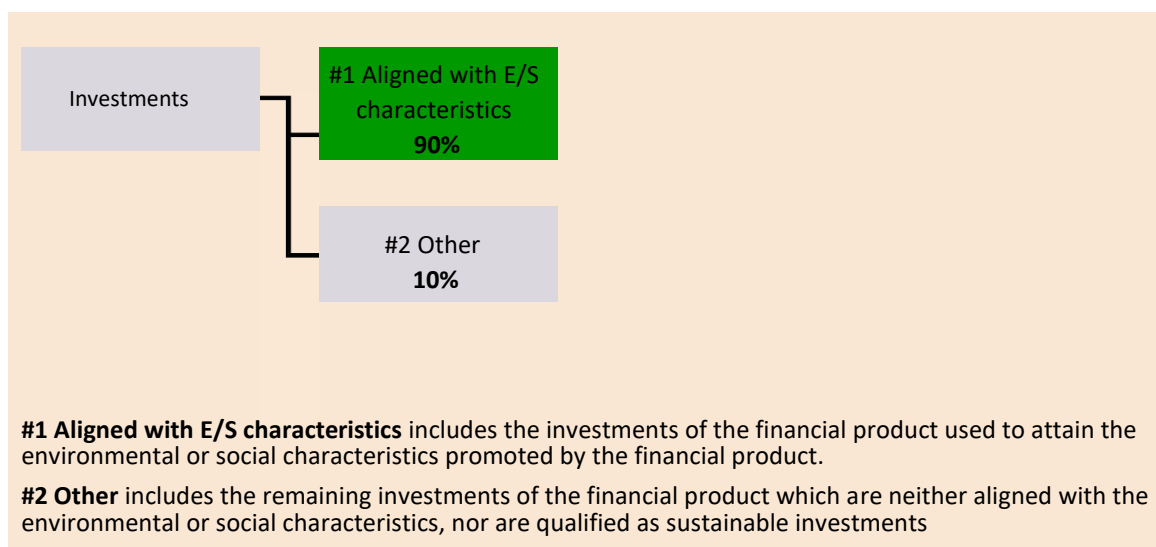 Investments
#1 Aligned with E/S
characteristics
90%
#2 Other
10%
#1 Aligned with E/S characteristics includes the investments of the financial product used to attain the
environmental or social characteristics promoted by the financial product.
#2 Other includes the remaining investments of the financial product which are neither aligned with the
environmental or social characteristics, nor are qualified as sustainable investments